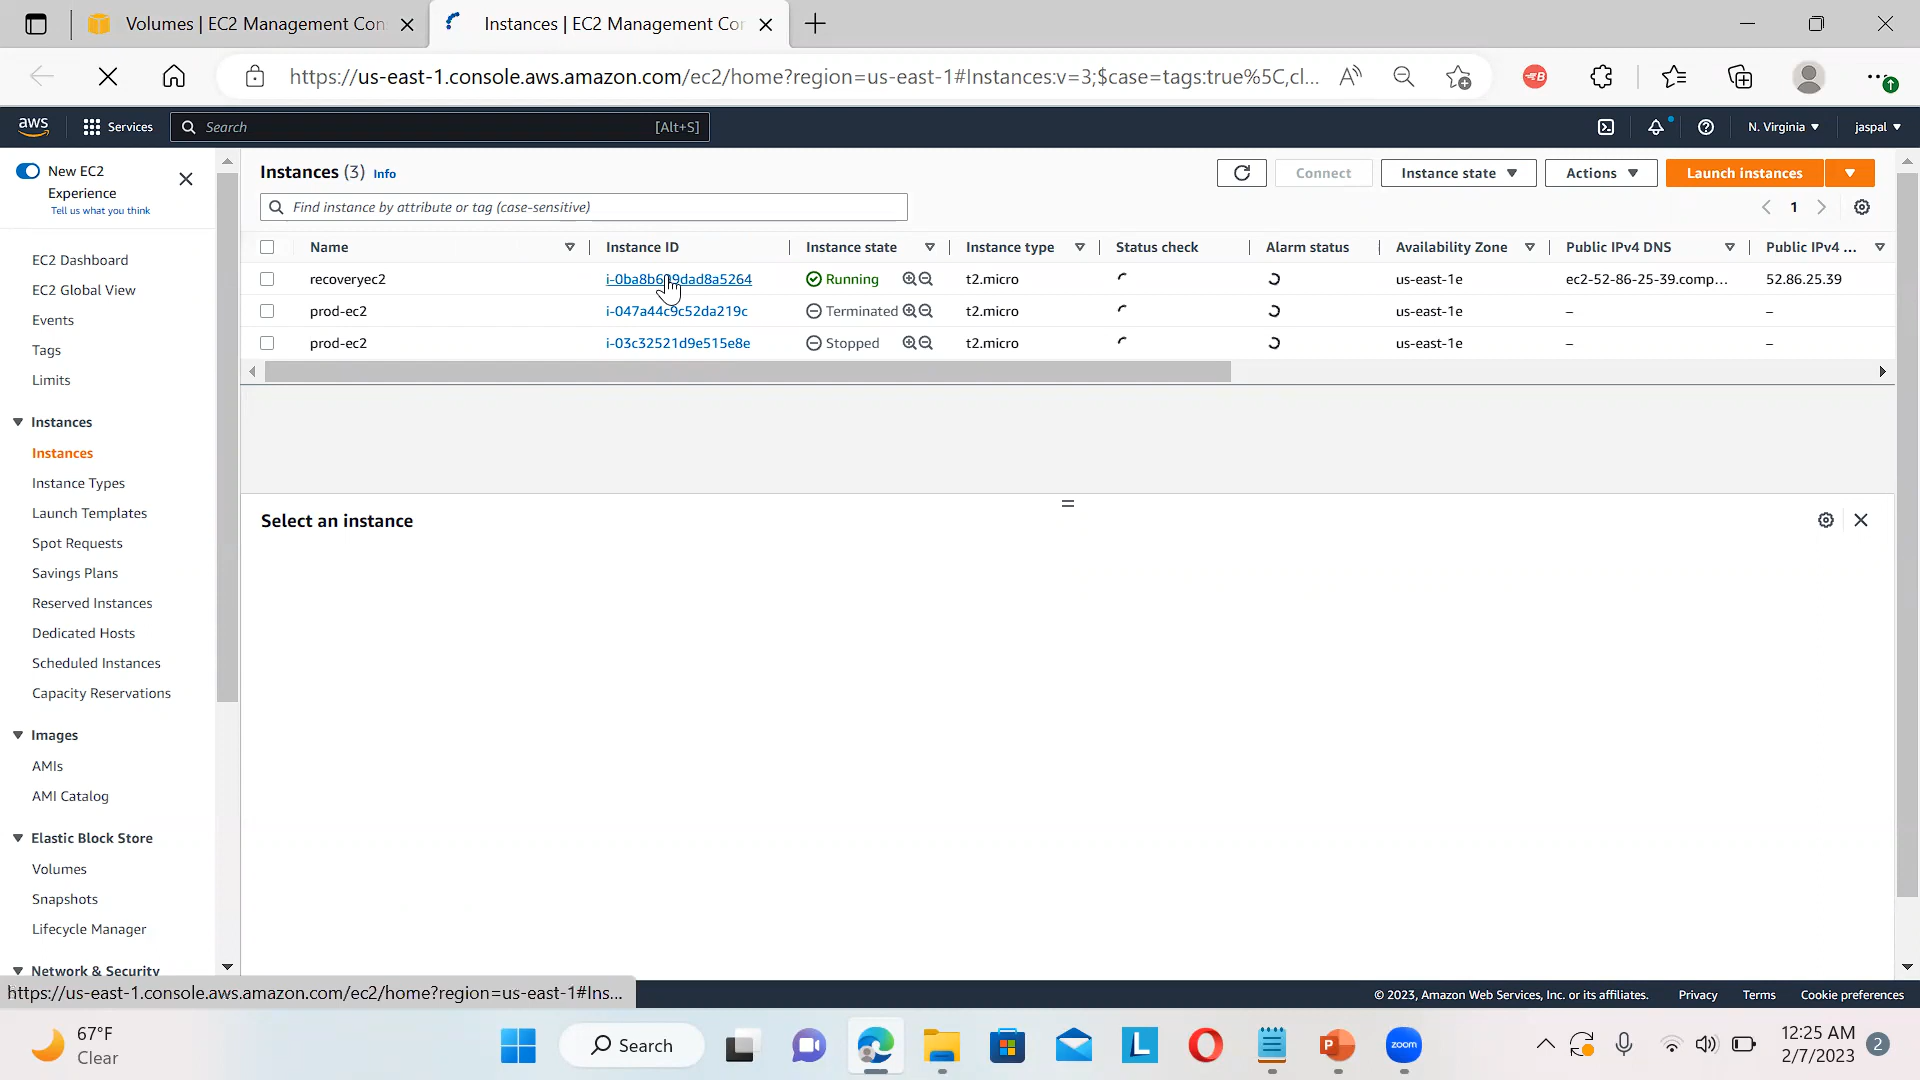 Volumes | EC2 Management Con
Instances | EC2 Management Con
https://us-east-1.console.aws.amazon.com/ec2/home?region=us-east-1#Instances:v=3;$case=tags:true%5C,cl...
aws
Services
Search
[Alt+S]
N. Virginia
jaspal
New EC2
Experience
Tell us what you think
EC2 Dashboard
EC2 Global View
Events
Tags
Limits
Instances
Instances
Instance Types
Launch Templates
Spot Requests
Savings Plans
Reserved Instances
Dedicated Hosts
Scheduled Instances
Capacity Reservations
Images
AMIs
AMI Catalog
Elastic Block Store
Volumes
Snapshots
Lifecycle Manager
Network & Security
Instances (3) Info
Connect
Instance state
Actions
Launch instances
Find instance by attribute or tag (case-sensitive)
1
Name Instance ID Instance state Instance type Status check Alarm status Availability Zone Public IPv4 DNS Public IPv4 ...
recoveryec2 Running t2.micro us-east-1e ec2-52-86-25-39.comp... 52.86.25.39
prod-ec2 i-047a44c9c52da219c Terminated t2.micro us-east-1e – –
prod-ec2 i-03c32521d9e515e8e Stopped t2.micro us-east-1e – –
Select an instance
https://us-east-1.console.aws.amazon.com/ec2/home?region=us-east-1#Ins...
© 2023, Amazon Web Services, Inc. or its affiliates. Privacy Terms Cookie preferences
67°F
Clear
Search
L
P
zoom
12:25 AM
2/7/2023
2